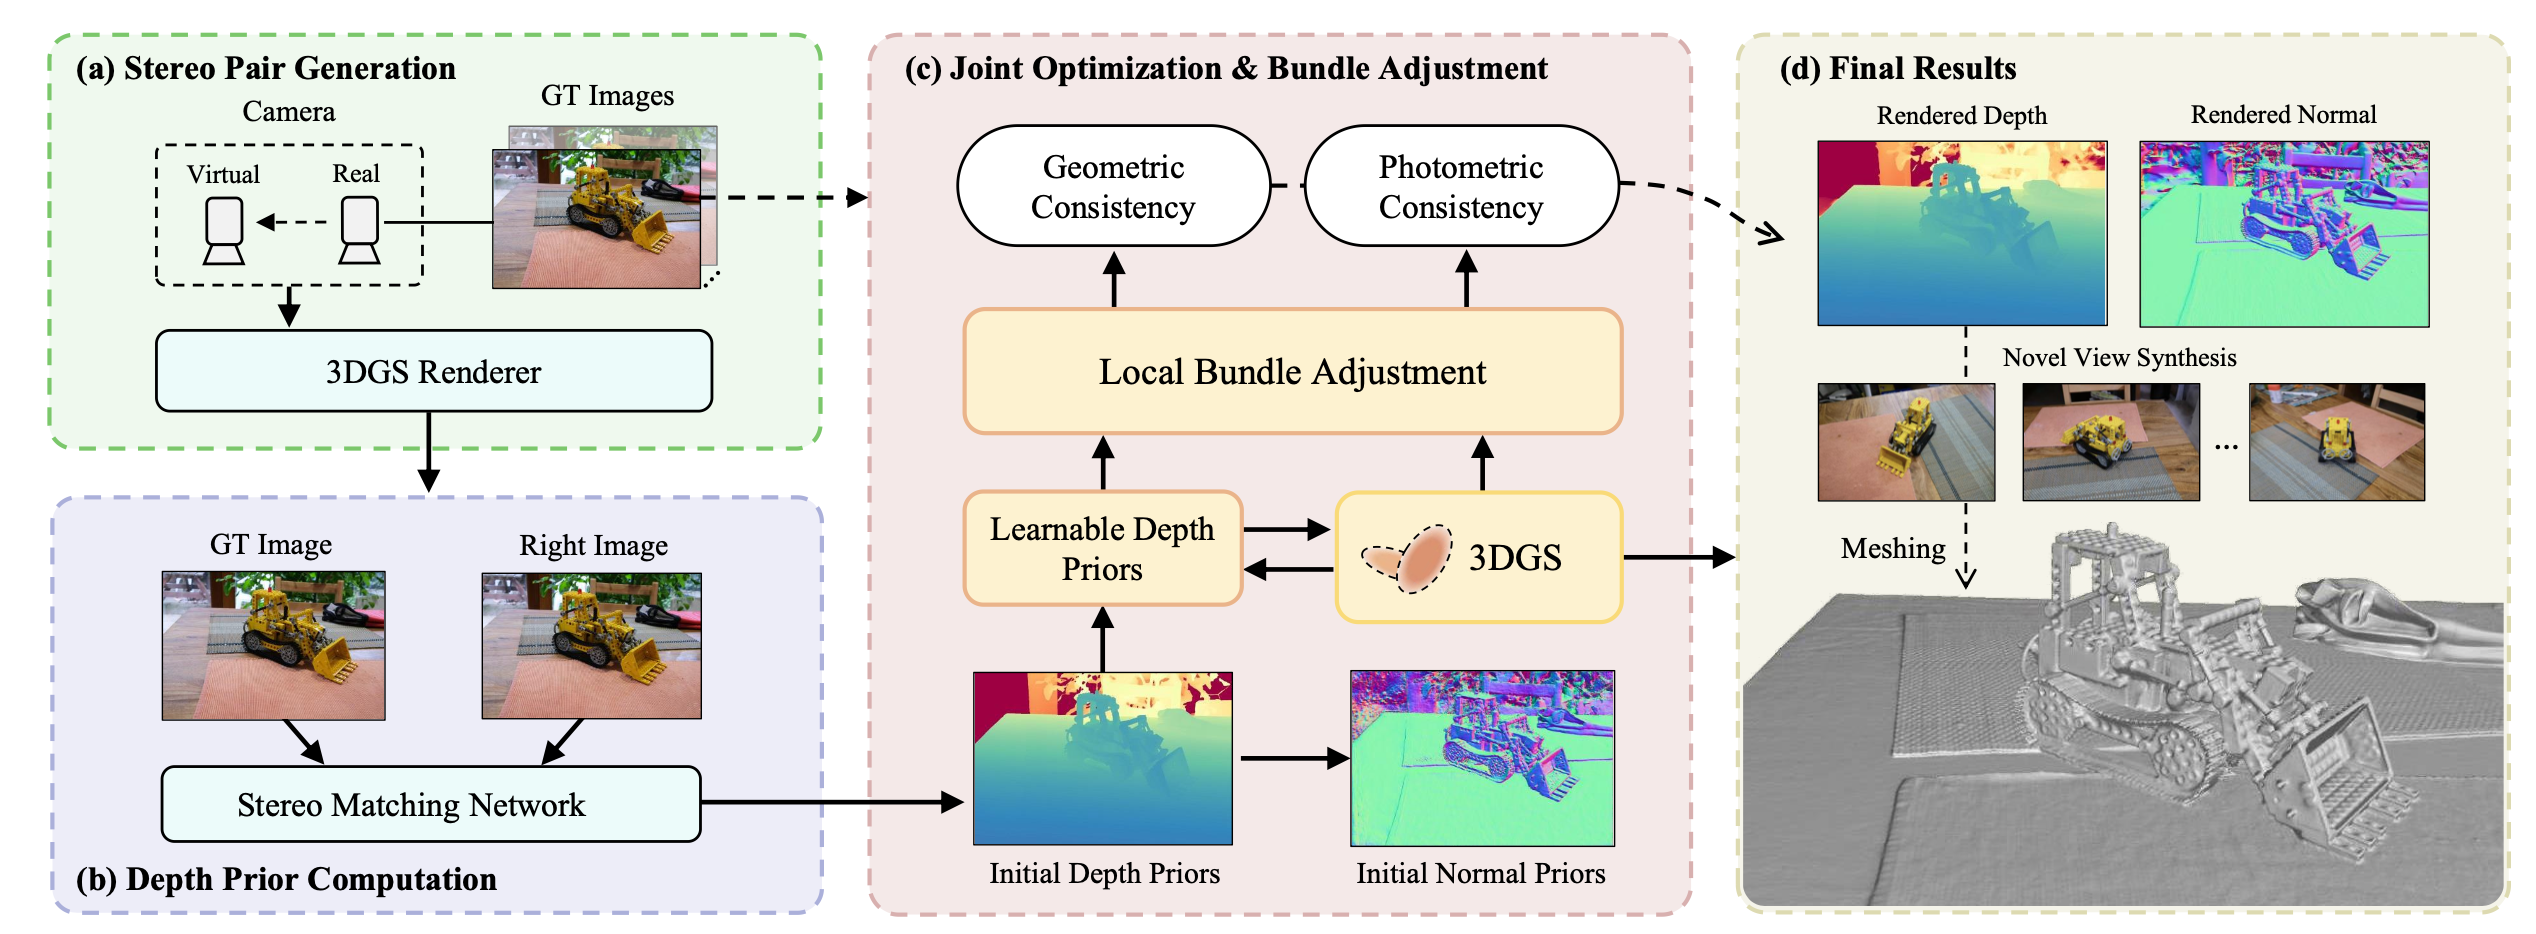 (a) Stereo Pair Generation
Camera
GT Images
Virtual
Real
3DGS Renderer
GT Image
Right Image
Stereo Matching Network
(b) Depth Prior Computation
(c) Joint Optimization & Bundle Adjustment
Geometric
Consistency
Photometric
Consistency
Local Bundle Adjustment
Learnable Depth
Priors
3DGS
Initial Depth Priors
Initial Normal Priors
(d) Final Results
Rendered Depth
Rendered Normal
Novel View Synthesis
...
Meshing